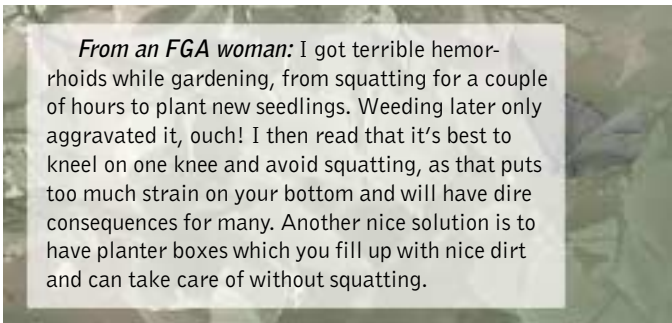 From an FGA woman: I got terrible hemor-
rhoids while gardening, from squatting for a couple
of hours to plant new seedlings. Weeding later only
aggravated it, ouch! I then read that it's best to
kneel on one knee and avoid squatting, as that puts
too much strain on your bottom and will have dire
consequences for many. Another nice solution is to
have planter boxes which you fill up with nice dirt
and can take care of without squatting.